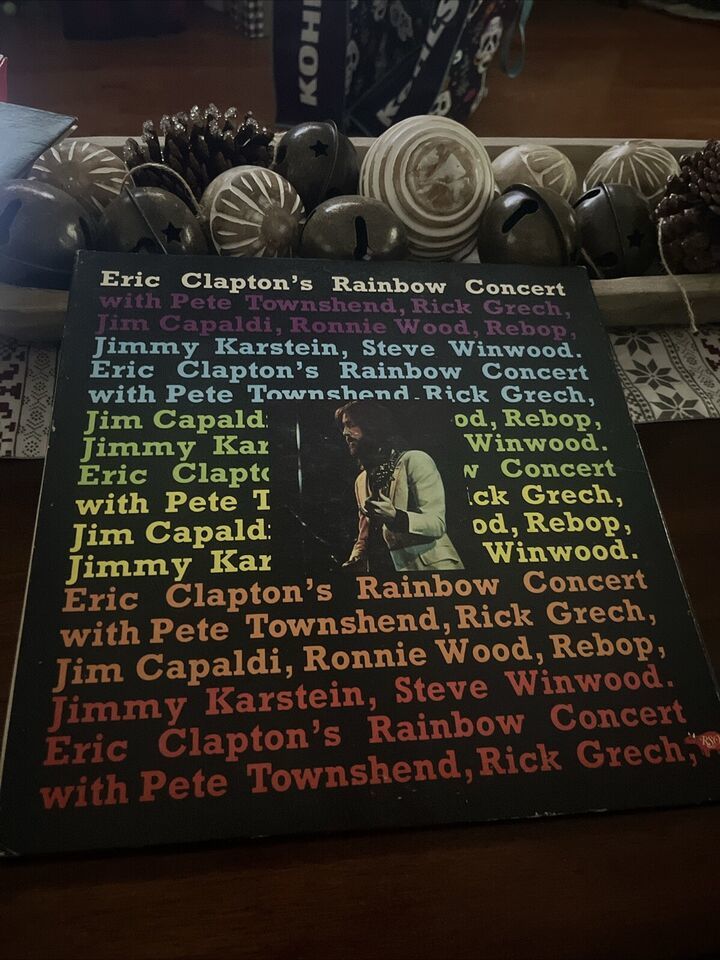 KOHL'S
KOHL'S
Eric Clapton's Rainbow Concert
with Pete Townshend, Rick Grech,
Jim Capaldi, Ronnie Wood, Rebop,
Jimmy Karstein, Steve Winwood.
Eric Clapton's Rainbow Concert
with Pete Townshend, Rick Grech,
Jim Capald od, Rebop,
Jimmy Kar Winwood.
Eric Clapt w Concert
with Pete T ick Grech,
Jim Capald od, Rebop,
Jimmy Kar Winwood.
Eric Clapton's Rainbow Concert
with Pete Townshend, Rick Grech,
Jim Capaldi, Ronnie Wood, Rebop,
Jimmy Karstein, Steve Winwood.
Eric Clapton's Rainbow Concert
with Pete Townshend, Rick Grech,
RSO